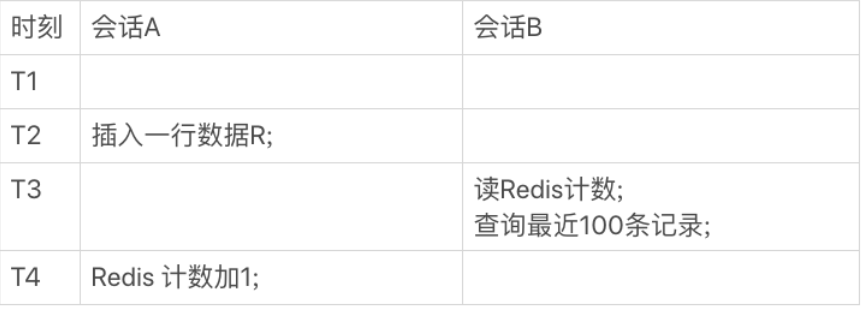 时刻 会话A 会话B
T1
T2 插入一行数据R;
T3 读Redis计数;
查询最近100条记录;
T4 Redis 计数加1;